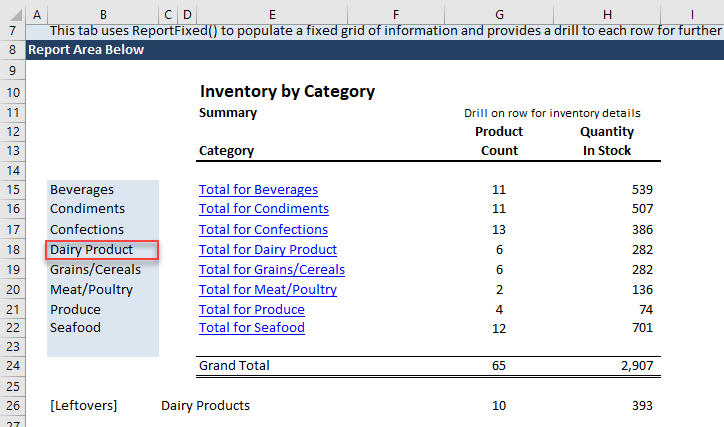 A B C D E F G H I
7 This tab uses ReportFixed() to populate a fixed grid of information and provides a drill to each row for further
8 Report Area Below
9
10 Inventory by Category
11 Summary Drill on row for inventory details
12 Product Quantity
13 Category Count In Stock
14
15 Beverages Total for Beverages 11 539
16 Condiments Total for Condiments 11 507
17 Confections Total for Confections 13 386
18 Dairy Product Total for Dairy Product 6 282
19 Grains/Cereals Total for Grains/Cereals 6 282
20 Meat/Poultry Total for Meat/Poultry 2 136
21 Produce Total for Produce 4 74
22 Seafood Total for Seafood 12 701
23
24 Grand Total 65 2,907
25
26 [Leftovers] Dairy Products 10 393
27